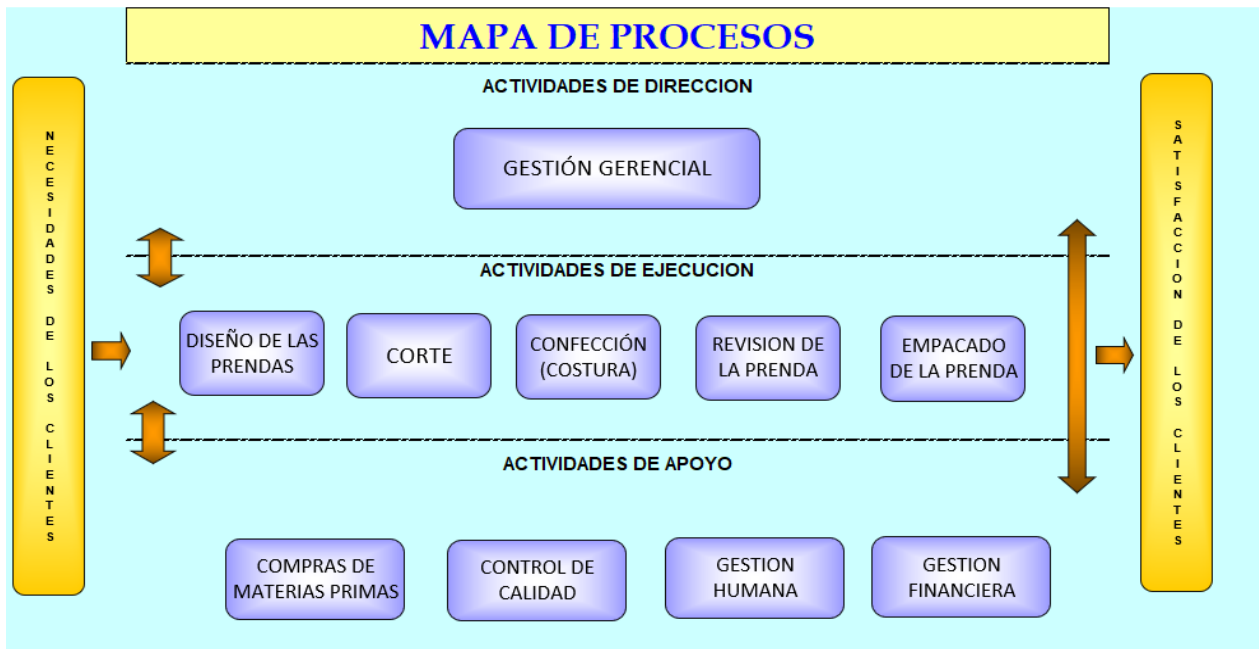 MAPA DE PROCESOS
ACTIVIDADES DE DIRECCION
GESTIÓN GERENCIAL
NECESIDADES DE LOS CLIENTES
ACTIVIDADES DE EJECUCION
DISEÑO DE LAS
PRENDAS
CORTE
CONFECCIÓN
(COSTURA)
REVISION DE
LA PRENDA
EMPACADO
DE LA PRENDA
ACTIVIDADES DE APOYO
COMPRAS DE
MATERIAS PRIMAS
CONTROL DE
CALIDAD
GESTION
HUMANA
GESTION
FINANCIERA
SATISFACCION DE LOS CLIENTES